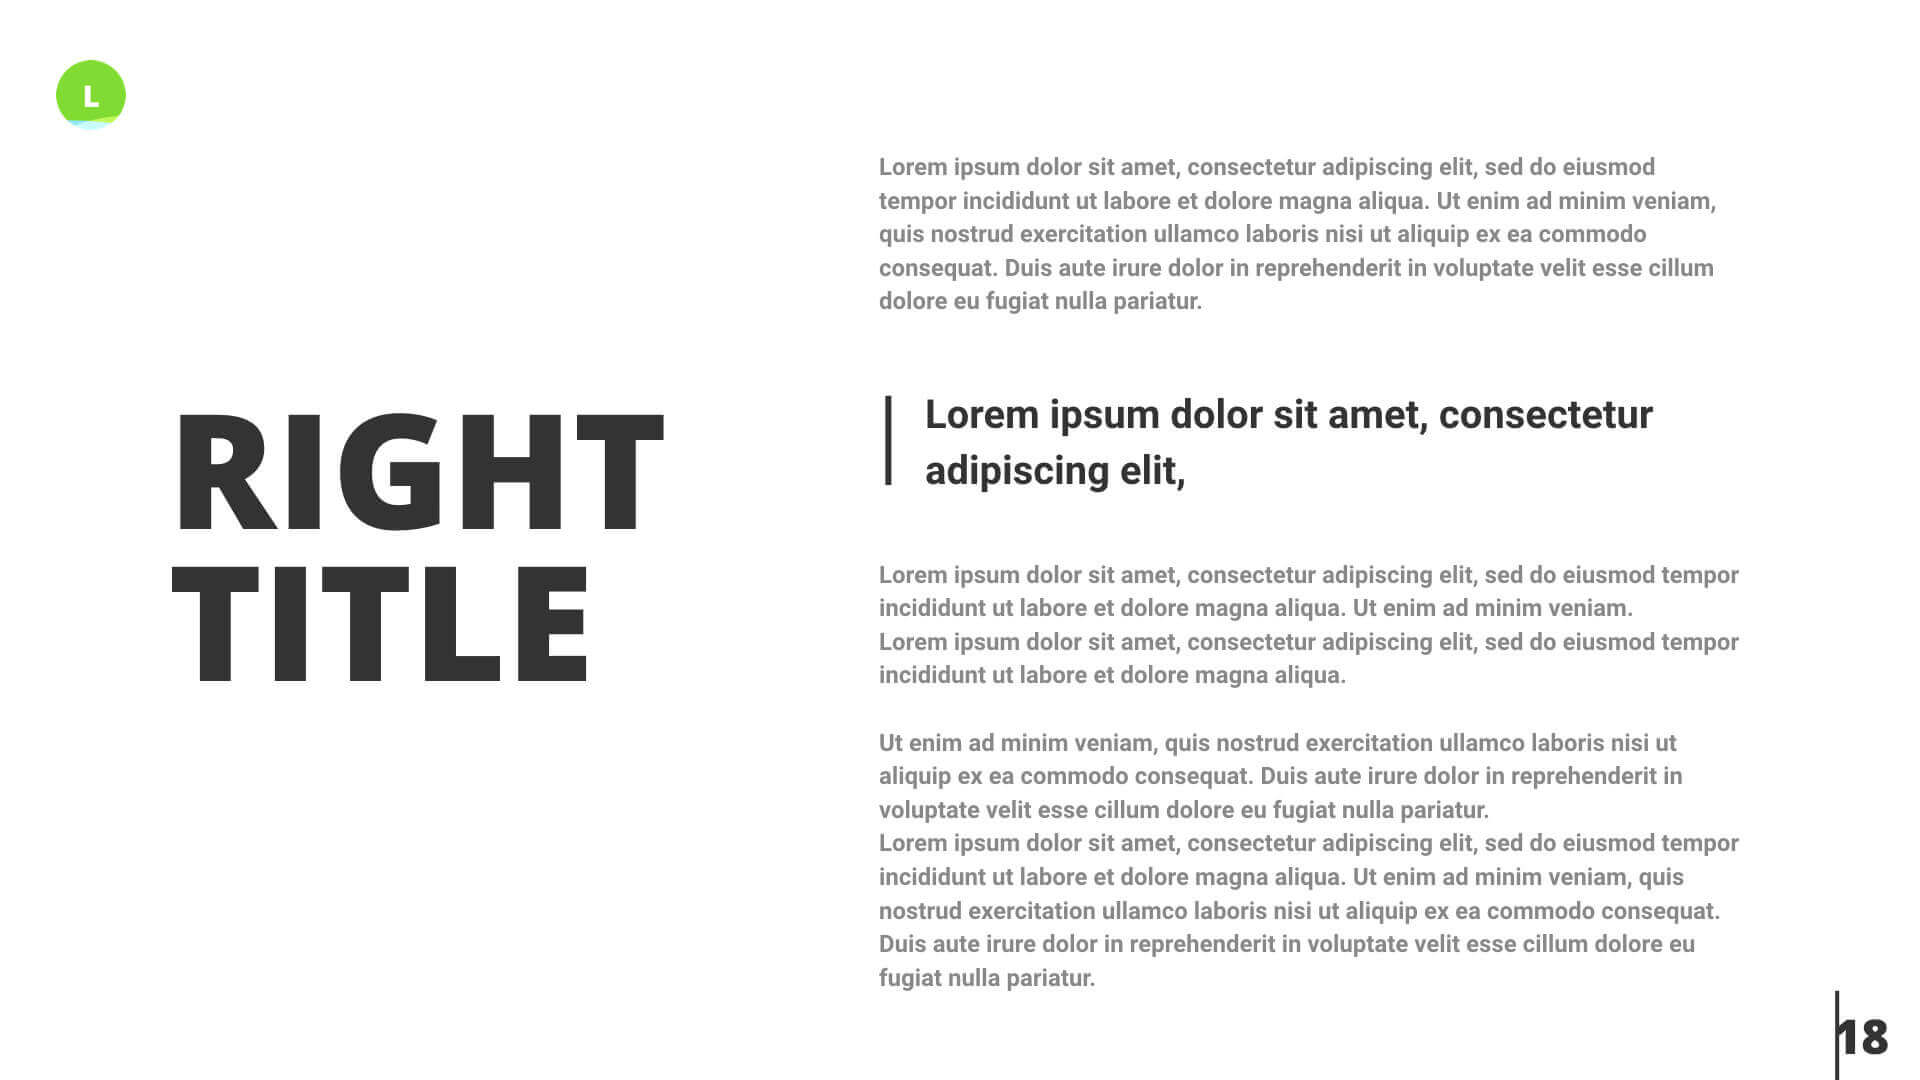 L
RIGHT
TITLE
Lorem ipsum dolor sit amet, consectetur adipiscing elit, sed do eiusmod
tempor incididunt ut labore et dolore magna aliqua. Ut enim ad minim veniam,
quis nostrud exercitation ullamco laboris nisi ut aliquip ex ea commodo
consequat. Duis aute irure dolor in reprehenderit in voluptate velit esse cillum
dolore eu fugiat nulla pariatur.
Lorem ipsum dolor sit amet, consectetur
adipiscing elit,
Lorem ipsum dolor sit amet, consectetur adipiscing elit, sed do eiusmod tempor
incididunt ut labore et dolore magna aliqua. Ut enim ad minim veniam.
Lorem ipsum dolor sit amet, consectetur adipiscing elit, sed do eiusmod tempor
incididunt ut labore et dolore magna aliqua.
Ut enim ad minim veniam, quis nostrud exercitation ullamco laboris nisi ut
aliquip ex ea commodo consequat. Duis aute irure dolor in reprehenderit in
voluptate velit esse cillum dolore eu fugiat nulla pariatur.
Lorem ipsum dolor sit amet, consectetur adipiscing elit, sed do eiusmod tempor
incididunt ut labore et dolore magna aliqua. Ut enim ad minim veniam, quis
nostrud exercitation ullamco laboris nisi ut aliquip ex ea commodo consequat.
Duis aute irure dolor in reprehenderit in voluptate velit esse cillum dolore eu
fugiat nulla pariatur.
18